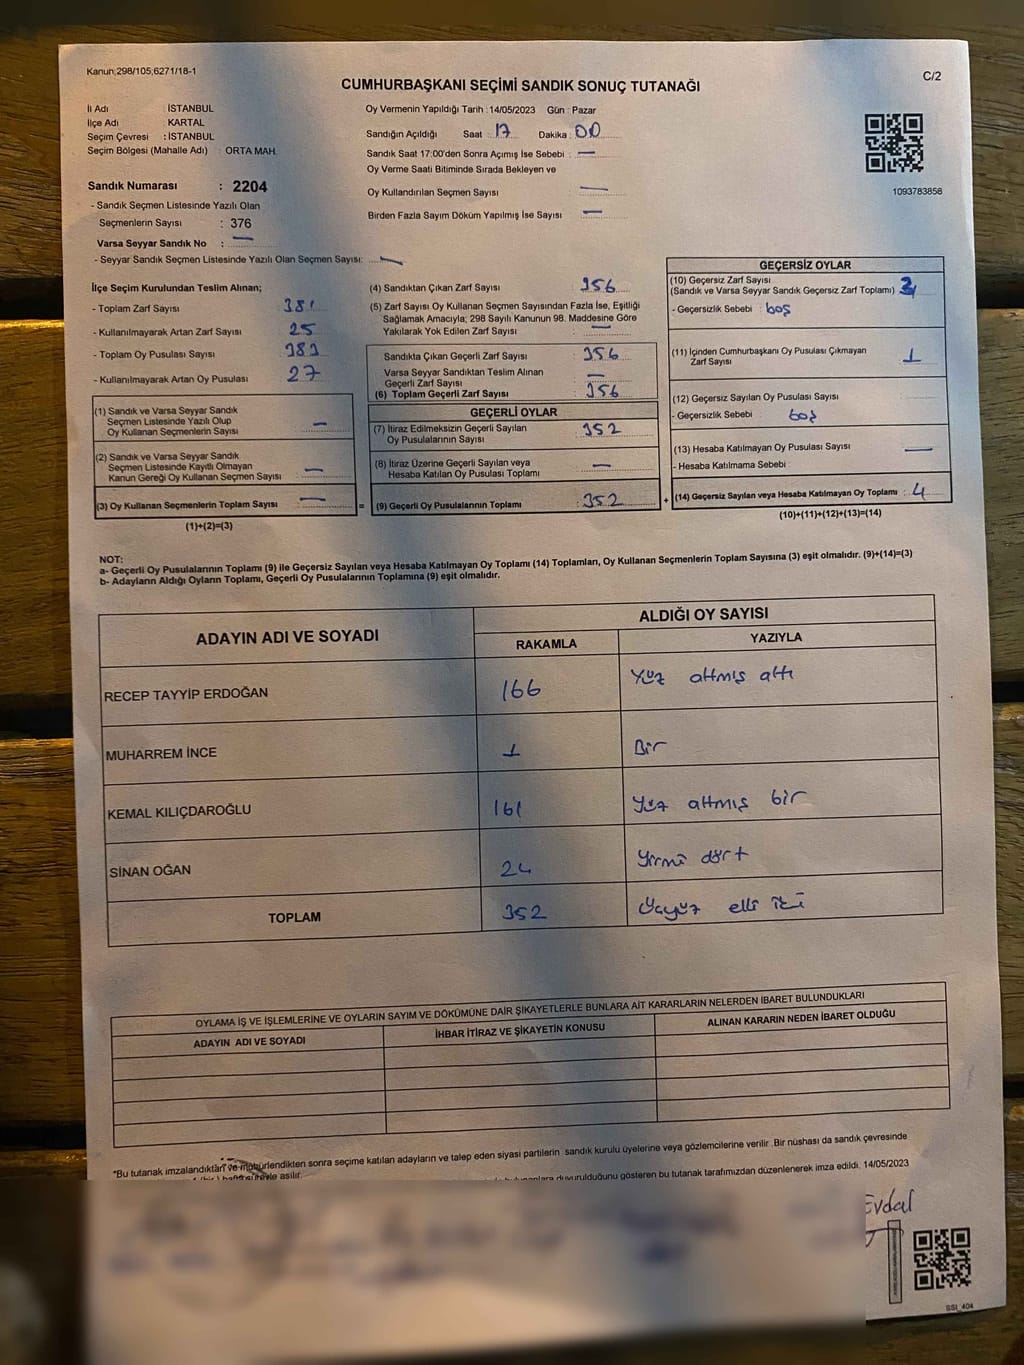 Kanun;298/105;6271/18-1
C/2
CUMHURBAŞKANI SEÇİMİ SANDIK SONUÇ TUTANAĞI
İl Adı : İSTANBUL
İlçe Adı : KARTAL
Seçim Çevresi : İSTANBUL
Seçim Bölgesi (Mahalle Adı) : ORTA MAH.
Oy Vermenin Yapıldığı Tarih : 14/05/2023 Gün : Pazar
Sandığın Açıldığı Saat : 17 Dakika : 00
Sandık Saat 17:00'den Sonra Açımış İse Sebebi : —
Oy Verme Saati Bitiminde Sırada Bekleyen ve
Oy Kullandırılan Seçmen Sayısı —
Birden Fazla Sayım Döküm Yapılmış İse Sayısı —
1093783858
Sandık Numarası : 2204
- Sandık Seçmen Listesinde Yazılı Olan
Seçmenlerin Sayısı : 376
Varsa Seyyar Sandık No : —
- Seyyar Sandık Seçmen Listesinde Yazılı Olan Seçmen Sayısı: —
İlçe Seçim Kurulundan Teslim Alınan;
- Toplam Zarf Sayısı 381
- Kullanılmayarak Artan Zarf Sayısı 25
- Toplam Oy Pusulası Sayısı 383
- Kullanılmayarak Artan Oy Pusulası 27
(1) Sandık ve Varsa Seyyar Sandık
Seçmen Listesinde Yazılı Olup
Oy Kullanan Seçmenlerin Sayısı —
(2) Sandık ve Varsa Seyyar Sandık
Seçmen Listesinde Kayıtlı Olmayan
Kanun Gereği Oy Kullanan Seçmen Sayısı —
(3) Oy Kullanan Seçmenlerin Toplam Sayısı — =
(1)+(2)=(3)
(4) Sandıktan Çıkan Zarf Sayısı 356
(5) Zarf Sayısı Oy Kullanan Seçmen Sayısından Fazla İse, Eşitliği
Sağlamak Amacıyla; 298 Sayılı Kanunun 98. Maddesine Göre
Yakılarak Yok Edilen Zarf Sayısı —
Sandıkta Çıkan Geçerli Zarf Sayısı 356
Varsa Seyyar Sandıktan Teslim Alınan
Geçerli Zarf Sayısı —
(6) Toplam Geçerli Zarf Sayısı 356
GEÇERLİ OYLAR
(7) İtiraz Edilmeksizin Geçerli Sayılan
Oy Pusulalarının Sayısı 352
(8) İtiraz Üzerine Geçerli Sayılan veya
Hesaba Katılan Oy Pusulası Toplamı —
(9) Geçerli Oy Pusulalarının Toplamı : 352 +
GEÇERSİZ OYLAR
(10) Geçersiz Zarf Sayısı
(Sandık ve Varsa Seyyar Sandık Geçersiz Zarf Toplamı)
- Geçersizlik Sebebi : boş
(11) İçinden Cumhurbaşkanı Oy Pusulası Çıkmayan
Zarf Sayısı 1
(12) Geçersiz Sayılan Oy Pusulası Sayısı
- Geçersizlik Sebebi boş
(13) Hesaba Katılmayan Oy Pusulası Sayısı —
- Hesaba Katılmama Sebebi
(14) Geçersiz Sayılan veya Hesaba Katılmayan Oy Toplamı : 4
(10)+(11)+(12)+(13)=(14)
NOT:
a- Geçerli Oy Pusulalarının Toplamı (9) ile Geçersiz Sayılan veya Hesaba Katılmayan Oy Toplamı (14) Toplamları, Oy Kullanan Seçmenlerin Toplam Sayısına (3) eşit olmalıdır. (9)+(14)=(3)
b- Adayların Aldığı Oyların Toplamı, Geçerli Oy Pusulalarının Toplamına (9) eşit olmalıdır.
ADAYIN ADI VE SOYADI
ALDIĞI OY SAYISI
RAKAMLA YAZIYLA
RECEP TAYYİP ERDOĞAN 166 Yüz altmış altı
MUHARREM İNCE 1 Bir
KEMAL KILIÇDAROĞLU 161 Yüz altmış bir
SİNAN OĞAN 24 Yirmi dört
TOPLAM 352 Üçyüz elli iki
OYLAMA İŞ VE İŞLEMLERİNE VE OYLARIN SAYIM VE DÖKÜMÜNE DAİR ŞİKAYETLERLE BUNLARA AİT KARARLARIN NELERDEN İBARET BULUNDUKLARI
ADAYIN ADI VE SOYADI İHBAR İTİRAZ VE ŞİKAYETİN KONUSU ALINAN KARARIN NEDEN İBARET OLDUĞU
*Bu tutanak imzalandıktan ve mühürlendikten sonra seçime katılan adayların ve talep eden siyasi partilerin sandık kurulu üyelerine veya gözlemcilerine verilir .Bir nüshası da sandık çevresinde
(bir) hafta süreyle asılır.
duyurulduğunu gösteren bu tutanak tarafımızdan düzenlenerek imza edildi. 14/05/2023
Evdal
SSI_404